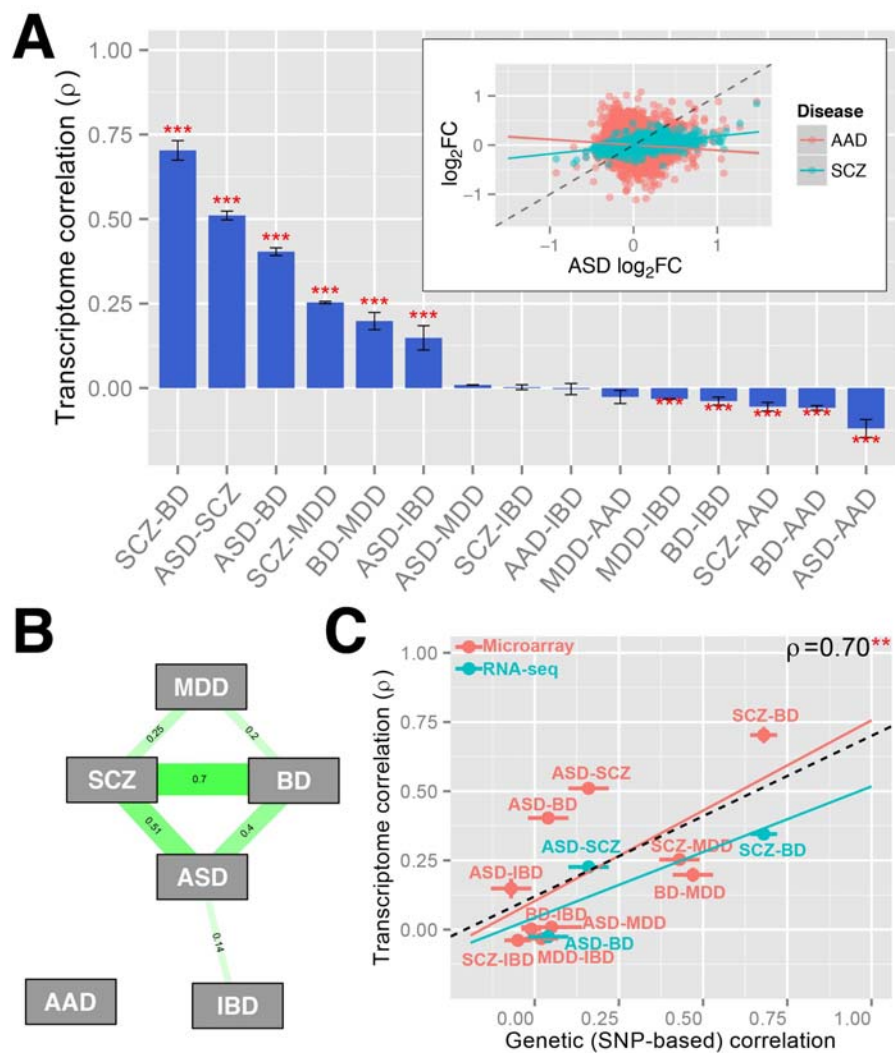 A
Transcriptome correlation (ρ)
1.00
0.75
0.50
0.25
0.00
***
***
***
***
***
***
***
***
***
***
***
SCZ-BD
ASD-SCZ
ASD-BD
SCZ-MDD
BD-MDD
ASD-IBD
ASD-MDD
SCZ-IBD
AAD-IBD
MDD-AAD
MDD-IBD
BD-IBD
SCZ-AAD
BD-AAD
ASD-AAD
log2FC
1
0
−1
−1
0
1
ASD log2FC
Disease
AAD
SCZ
B
MDD
0.25
0.2
SCZ
0.7
BD
0.51
0.4
ASD
0.14
AAD
IBD
C
Transcriptome correlation (ρ)
1.00
0.75
0.50
0.25
0.00
Microarray
RNA-seq
ρ=0.70**
SCZ-BD
ASD-SCZ
ASD-BD
ASD-SCZ
SCZ-MDD
SCZ-BD
ASD-IBD
BD-MDD
BD-IBD
ASD-MDD
ASD-BD
SCZ-IBD
MDD-IBD
0.00
0.25
0.50
0.75
1.00
Genetic (SNP-based) correlation